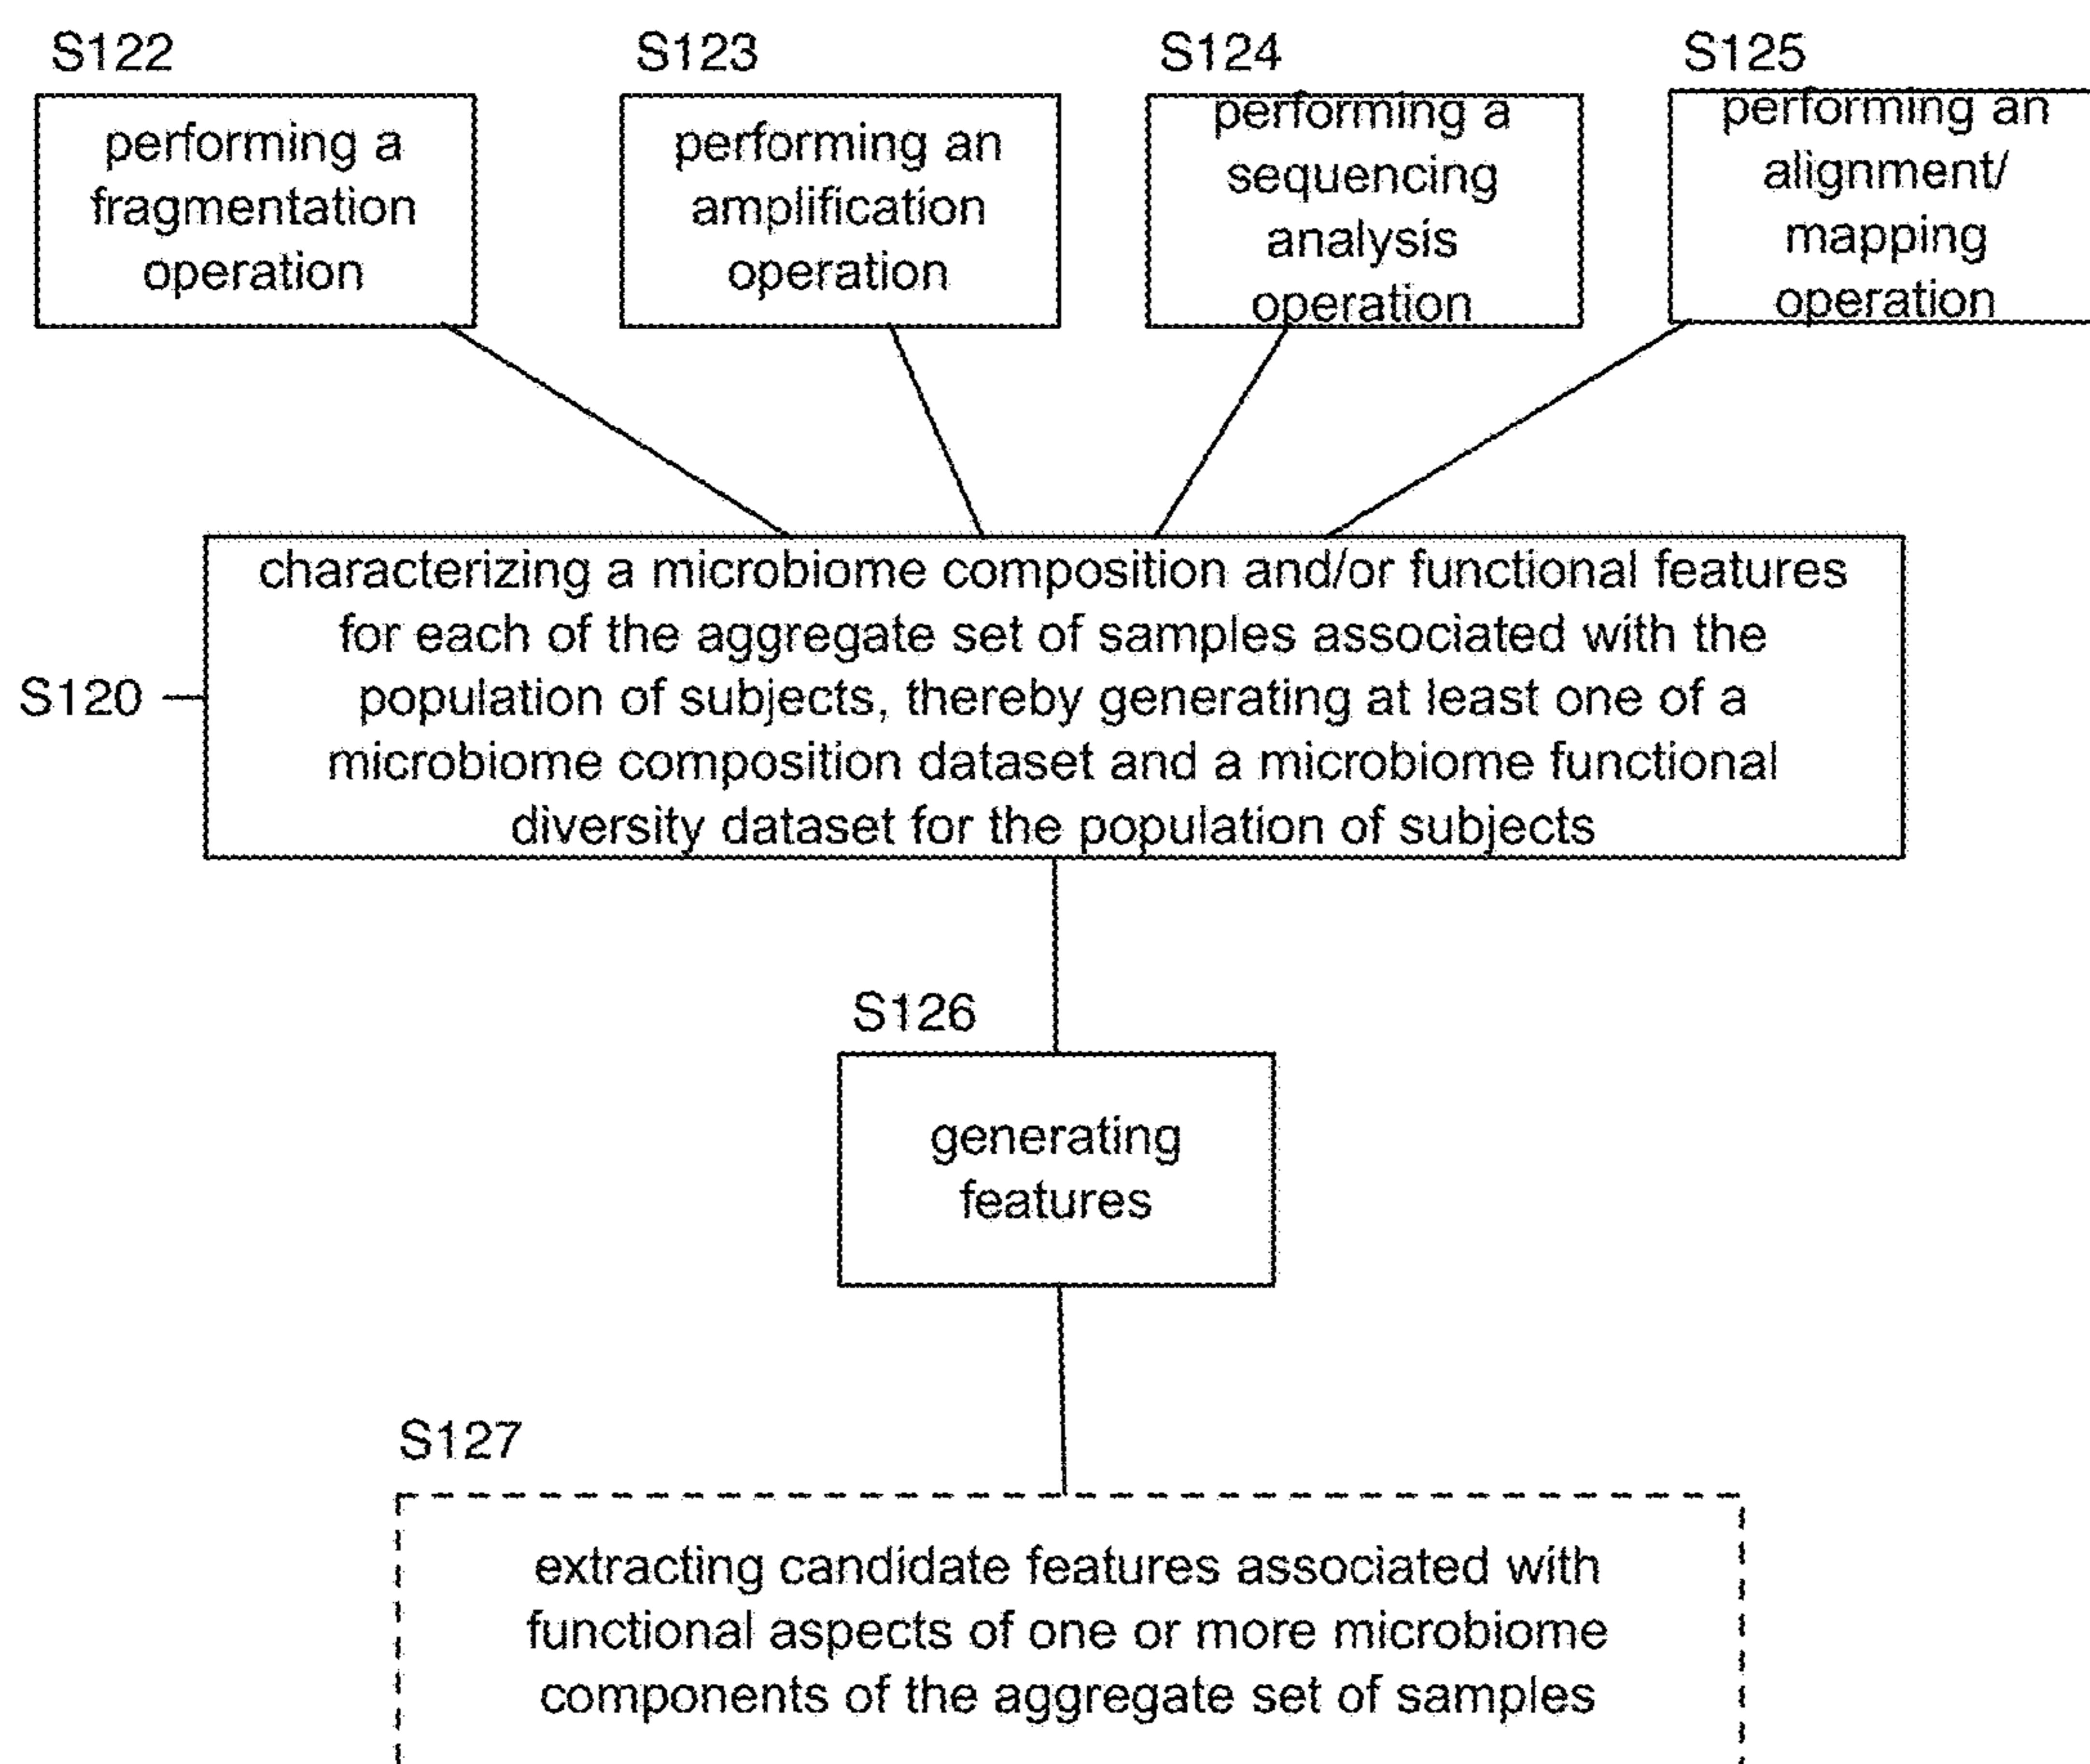 S122
performing a
fragmentation
operation
S123
performing an
amplification
operation
S124
performing a
sequencing
analysis
operation
S125
performing an
alignment/
mapping
operation
S120
characterizing a microbiome composition and/or functional features
for each of the aggregate set of samples associated with the
population of subjects, thereby generating at least one of a
microbiome composition dataset and a microbiome functional
diversity dataset for the population of subjects
S126
generating
features
S127
extracting candidate features associated with
functional aspects of one or more microbiome
components of the aggregate set of samples